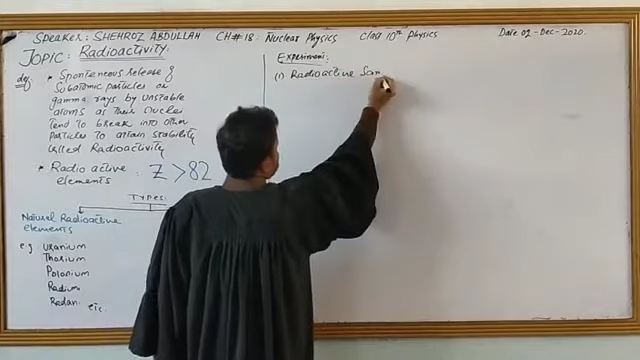 Speaker: SHEHROZ ABDULLAH CH#18: Nuclear Physics Class 10th Physics Date 02-Dec-2020.
TOPIC: Radioactivity:
def: • Spontaneous release of
Subatomic particles or
gamma rays by unstable
atoms as their nuclei
tend to break into other
particles to attain stability
called Radioactivity
• Radio active elements : Z > 82
TYPES:
Natural Radioactive
elements
e.g Uranium
Thorium
Polonium
Radium
Radan. etc.
Experiment:
(1) Radioactive Sam